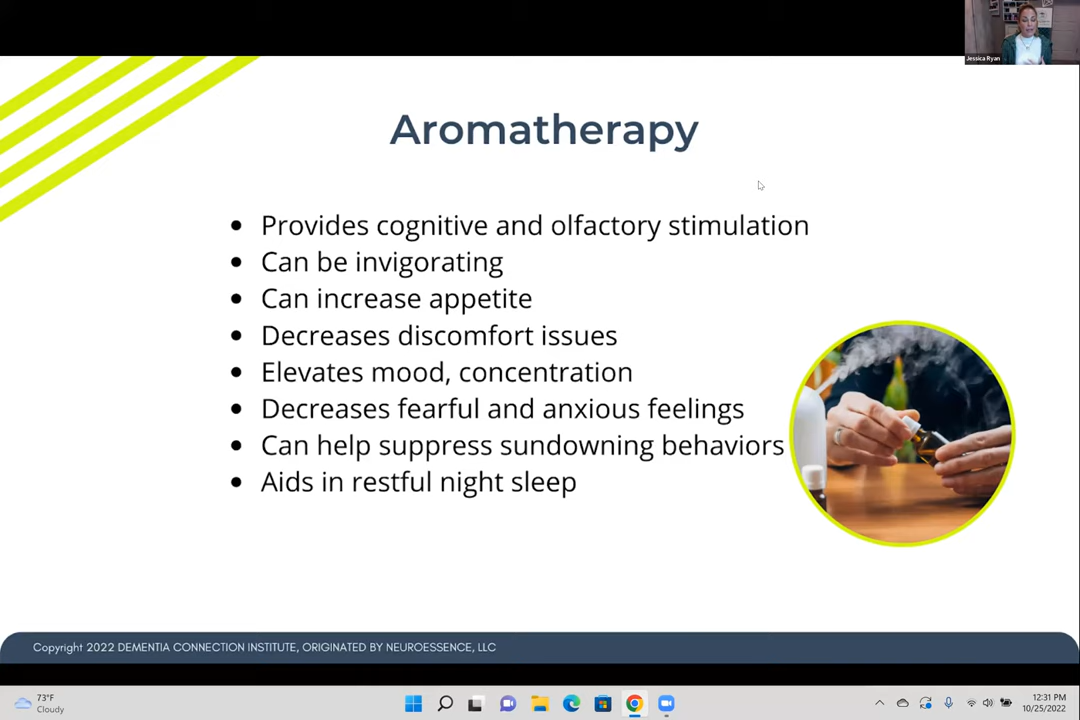 Jessica Ryan
Aromatherapy
• Provides cognitive and olfactory stimulation
• Can be invigorating
• Can increase appetite
• Decreases discomfort issues
• Elevates mood, concentration
• Decreases fearful and anxious feelings
• Can help suppress sundowning behaviors
• Aids in restful night sleep
Copyright 2022 DEMENTIA CONNECTION INSTITUTE, ORIGINATED BY NEUROESSENCE, LLC
73°F
Cloudy
12:31 PM
10/25/2022